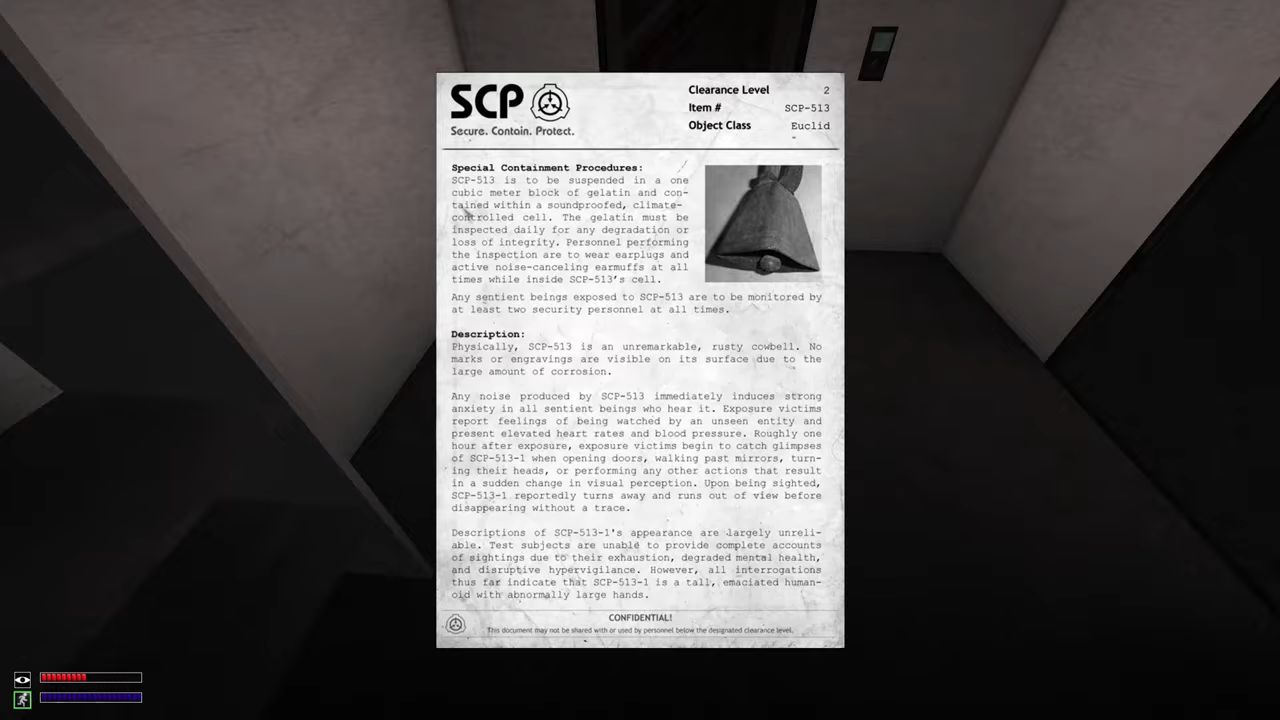 SCP
Secure. Contain. Protect.
Clearance Level 2
Item # SCP-513
Object Class Euclid
Special Containment Procedures:
SCP-513 is to be suspended in a one
cubic meter block of gelatin and con-
tained within a soundproofed, climate-
controlled cell. The gelatin must be
inspected daily for any degradation or
loss of integrity. Personnel performing
the inspection are to wear earplugs and
active noise-canceling earmuffs at all
times while inside SCP-513's cell.
Any sentient beings exposed to SCP-513 are to be monitored by
at least two security personnel at all times.
Description:
Physically, SCP-513 is an unremarkable, rusty cowbell. No
marks or engravings are visible on its surface due to the
large amount of corrosion.
Any noise produced by SCP-513 immediately induces strong
anxiety in all sentient beings who hear it. Exposure victims
report feelings of being watched by an unseen entity and
present elevated heart rates and blood pressure. Roughly one
hour after exposure, exposure victims begin to catch glimpses
of SCP-513-1 when opening doors, walking past mirrors, turn-
ing their heads, or performing any other actions that result
in a sudden change in visual perception. Upon being sighted,
SCP-513-1 reportedly turns away and runs out of view before
disappearing without a trace.
Descriptions of SCP-513-1's appearance are largely unreli-
able. Test subjects are unable to provide complete accounts
of sightings due to their exhaustion, degraded mental health,
and disruptive hypervigilance. However, all interrogations
thus far indicate that SCP-513-1 is a tall, emaciated human-
oid with abnormally large hands.
CONFIDENTIAL!
This document may not be shared with or used by personnel below the designated clearance level.